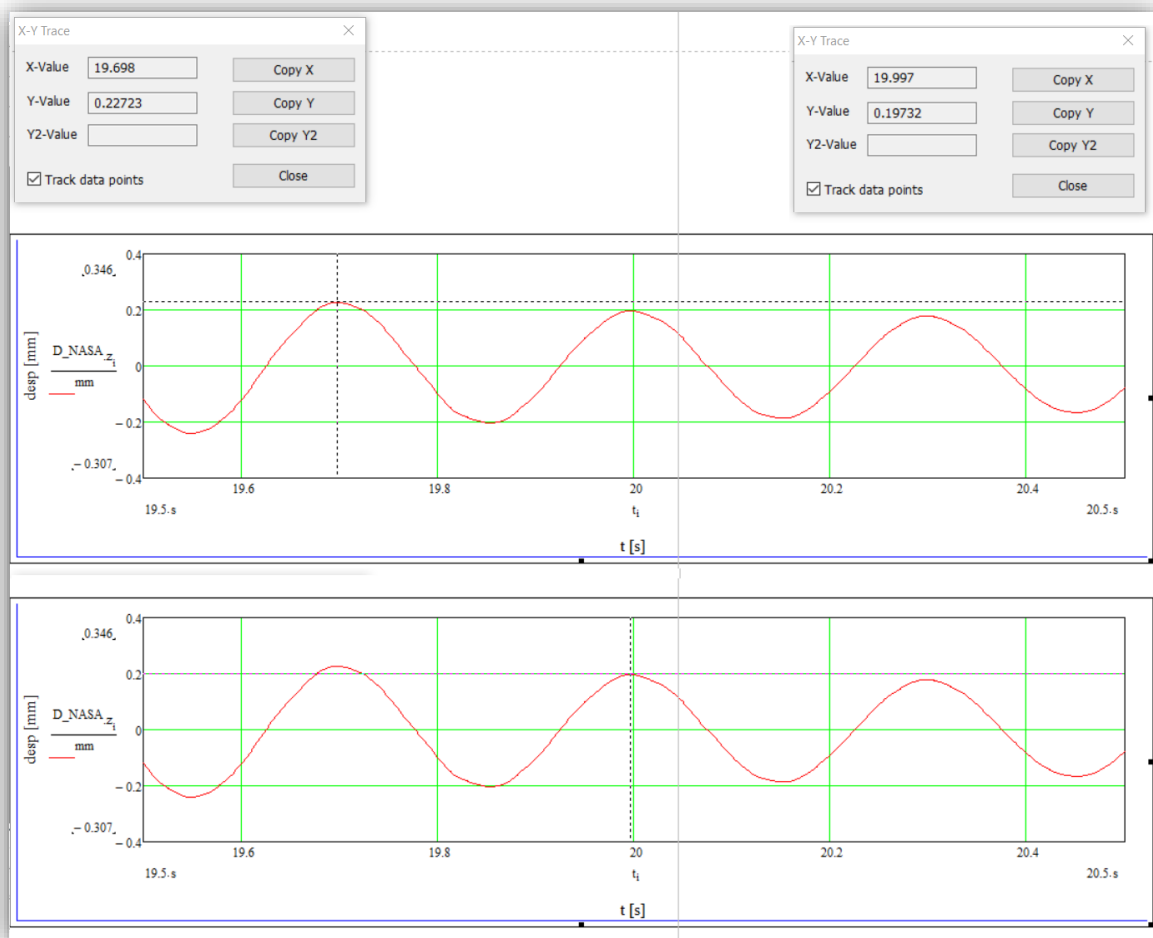 X-Y Trace
X-Value 19.698 Copy X
Y-Value 0.22723 Copy Y
Y2-Value Copy Y2
Track data points Close
X-Y Trace
X-Value 19.997 Copy X
Y-Value 0.19732 Copy Y
Y2-Value Copy Y2
Track data points Close
0.4
0.346
0.2
desp [mm]
D_NASA.z_i
0
mm
−0.2
−0.307
−0.4
19.6 19.8 20 20.2 20.4
19.5·s t_i 20.5·s
t [s]
0.4
0.346
0.2
desp [mm]
D_NASA.z_i
0
mm
−0.2
−0.307
−0.4
19.6 19.8 20 20.2 20.4
19.5·s t_i 20.5·s
t [s]